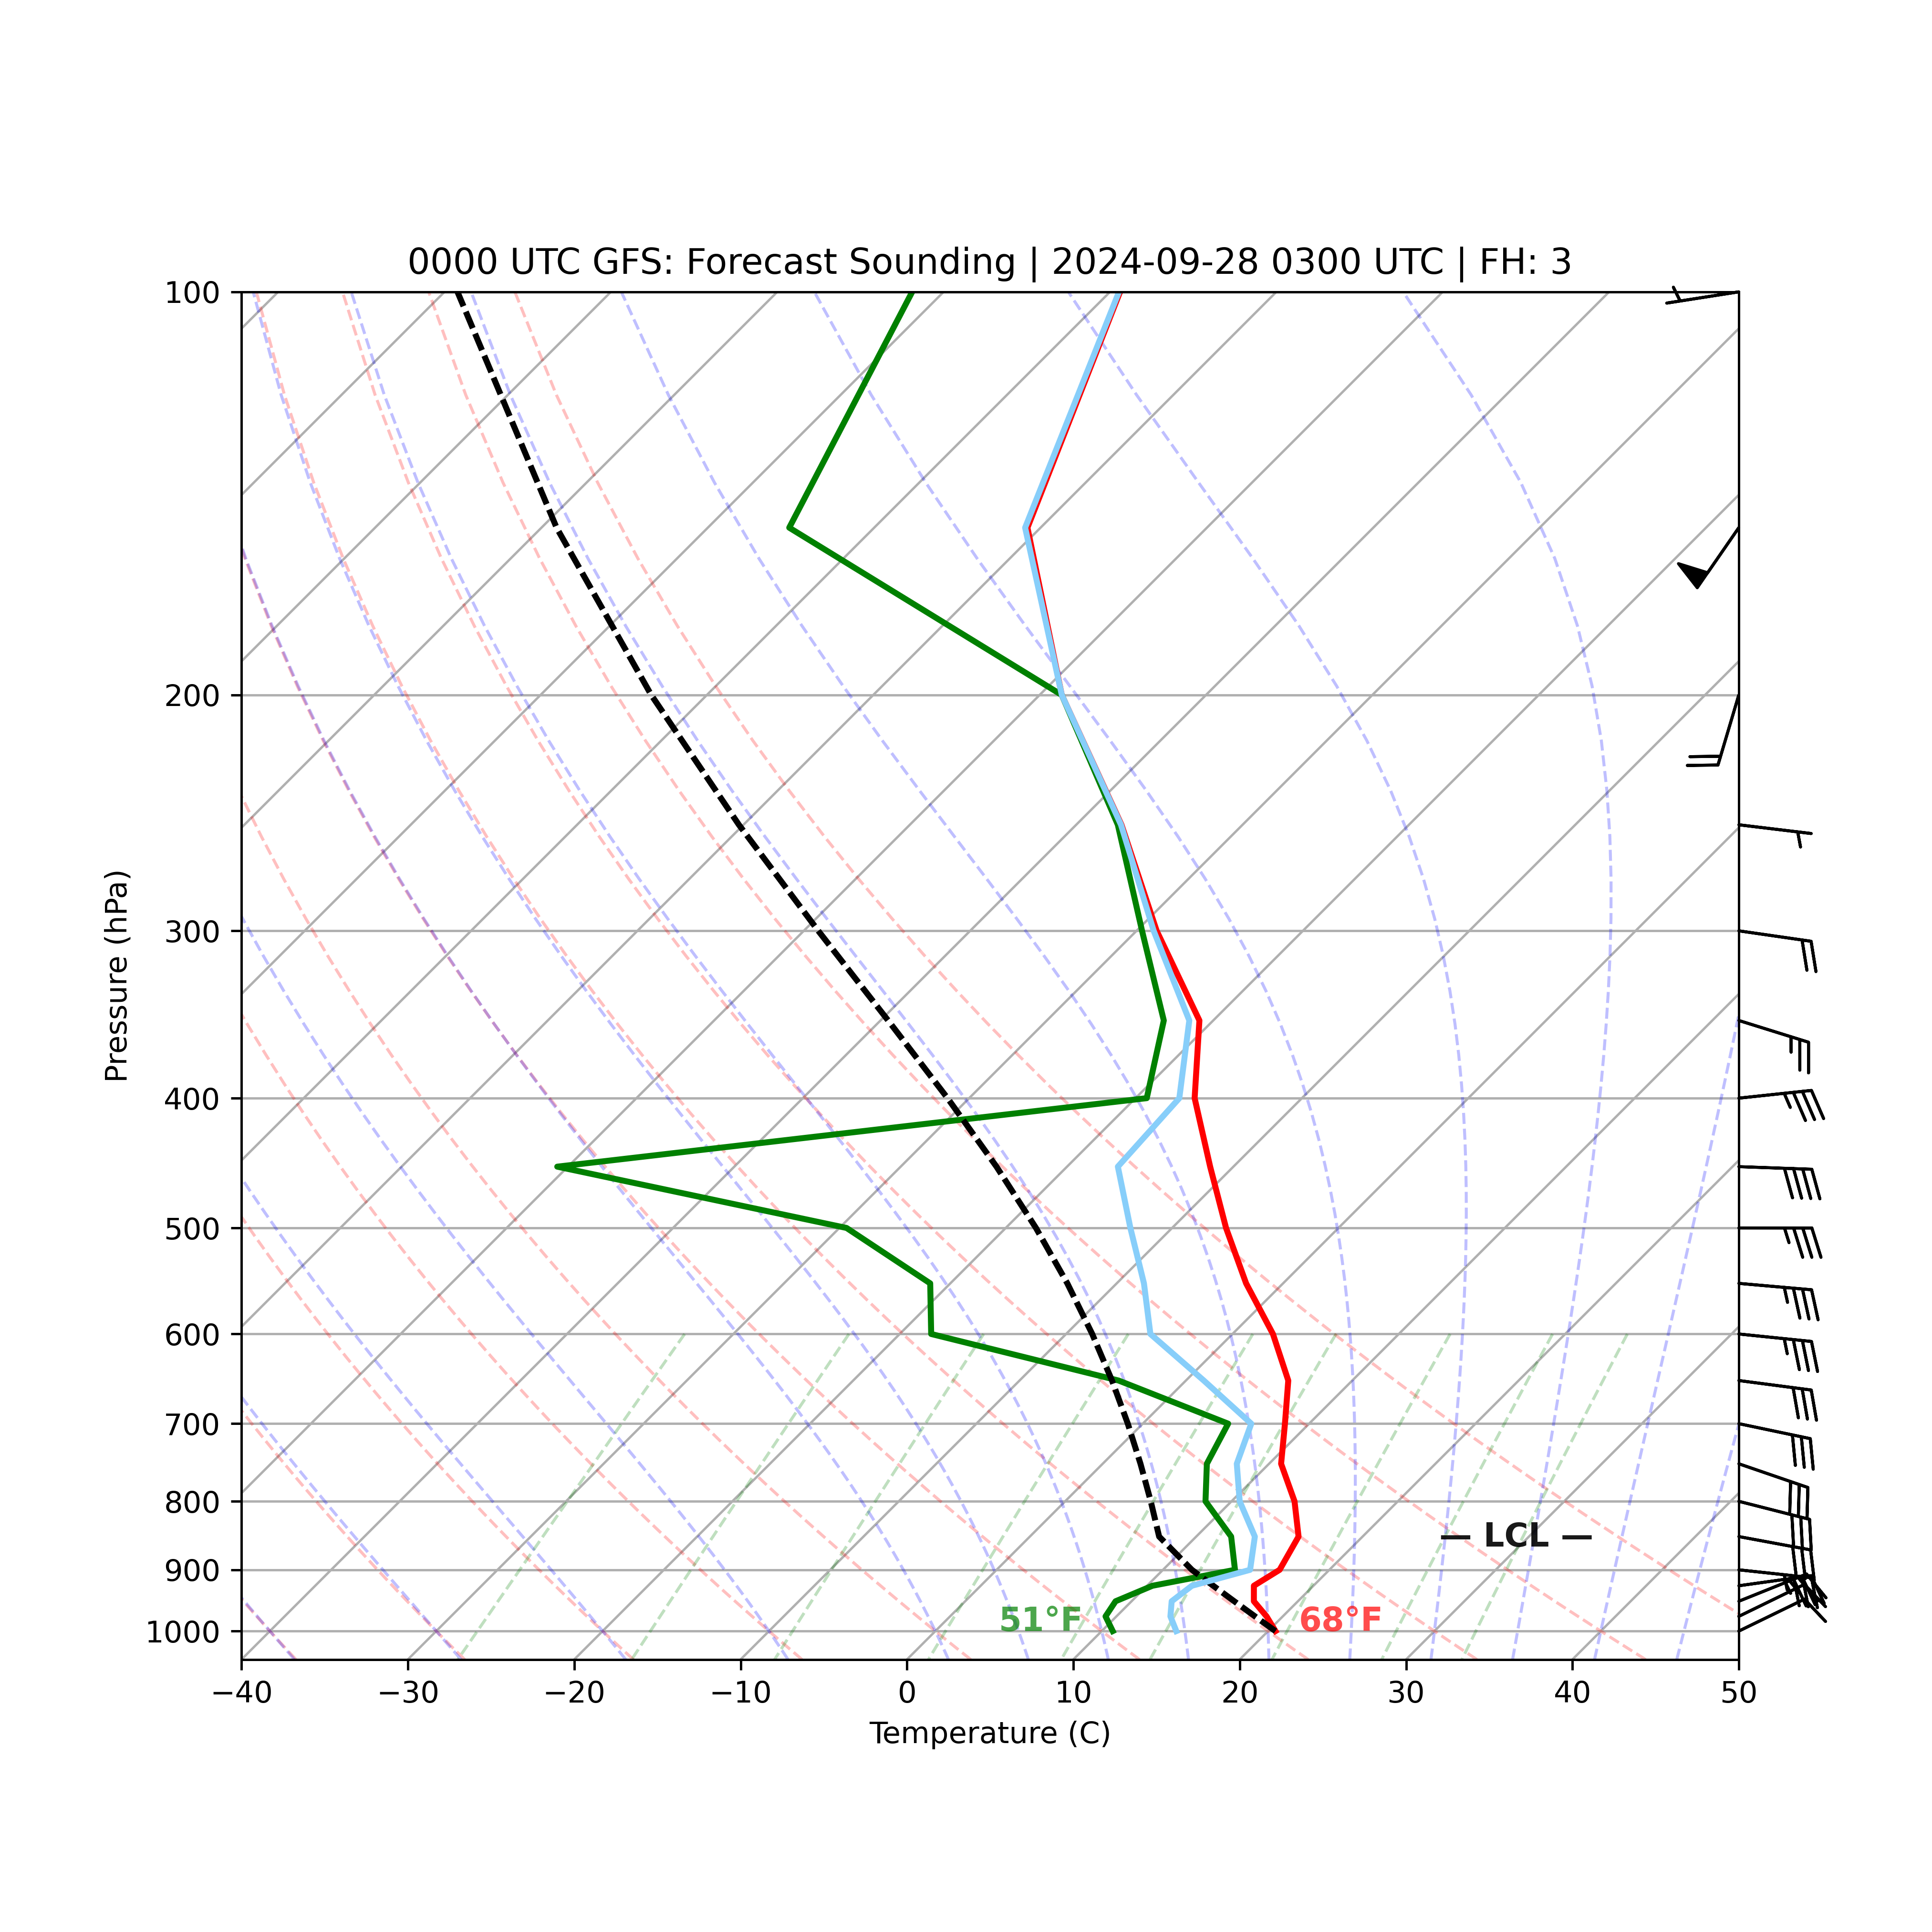 0000 UTC GFS: Forecast Sounding | 2024-09-28 0300 UTC | FH: 3
100
200
300
400
500
600
700
800
900
1000
Pressure (hPa)
— LCL —
51°F
68°F
−40 −30 −20 −10 0 10 20 30 40 50
Temperature (C)